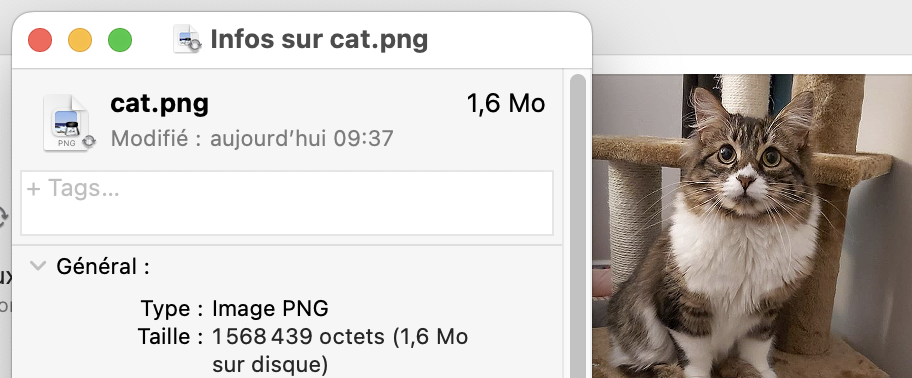 Infos sur cat.png
cat.png 1,6 Mo
Modifié : aujourd’hui 09:37
+ Tags...
Général :
Type : Image PNG
Taille : 1 568 439 octets (1,6 Mo
sur disque)
PNG